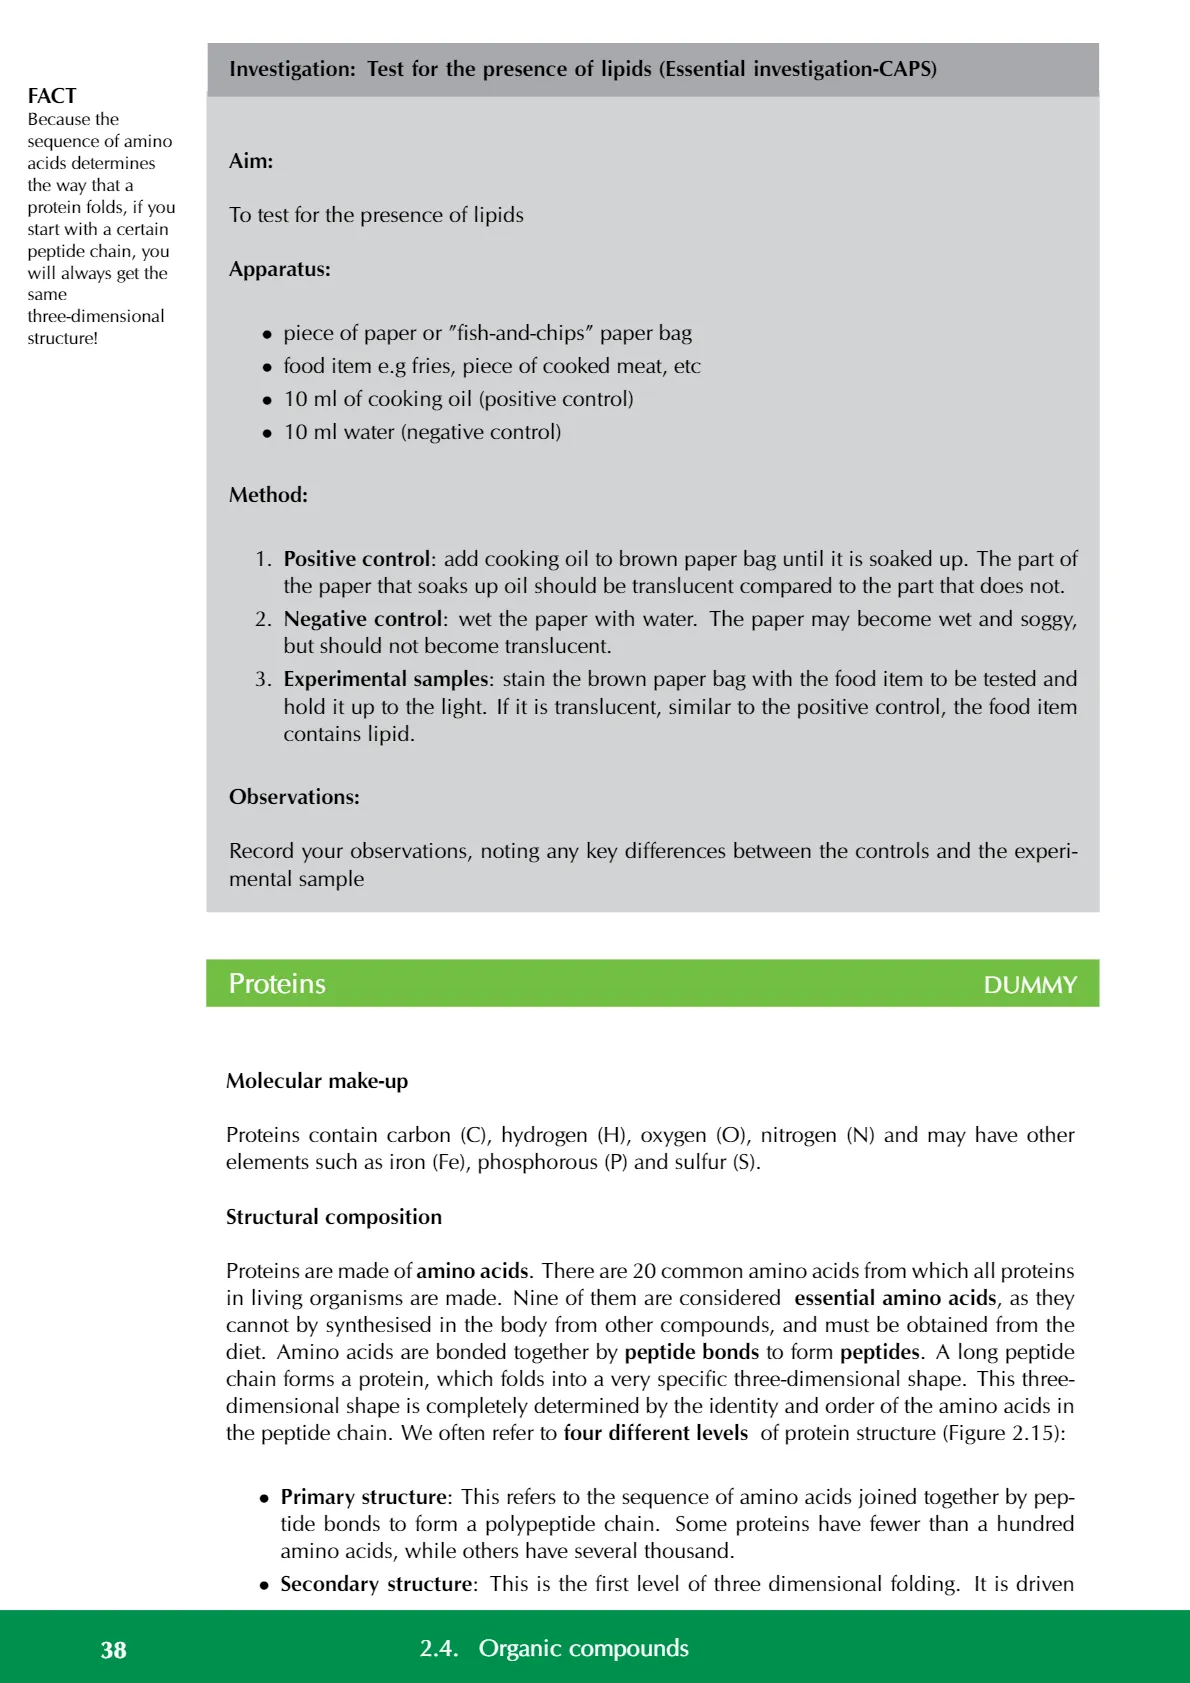 Investigation: Test for the presence of lipids (Essential investigation-CAPS)
FACT
Because the
sequence of amino
acids determines
the way that a
protein folds, if you
start with a certain
peptide chain, you
will always get the
same
three-dimensional
structure!
Aim:
To test for the presence of lipids
Apparatus:
• piece of paper or ″fish-and-chips″ paper bag
• food item e.g fries, piece of cooked meat, etc
• 10 ml of cooking oil (positive control)
• 10 ml water (negative control)
Method:
1. Positive control: add cooking oil to brown paper bag until it is soaked up. The part of
the paper that soaks up oil should be translucent compared to the part that does not.
2. Negative control: wet the paper with water. The paper may become wet and soggy,
but should not become translucent.
3. Experimental samples: stain the brown paper bag with the food item to be tested and
hold it up to the light. If it is translucent, similar to the positive control, the food item
contains lipid.
Observations:
Record your observations, noting any key differences between the controls and the experi-
mental sample
Proteins DUMMY
Molecular make-up
Proteins contain carbon (C), hydrogen (H), oxygen (O), nitrogen (N) and may have other
elements such as iron (Fe), phosphorous (P) and sulfur (S).
Structural composition
Proteins are made of amino acids. There are 20 common amino acids from which all proteins
in living organisms are made. Nine of them are considered essential amino acids, as they
cannot by synthesised in the body from other compounds, and must be obtained from the
diet. Amino acids are bonded together by peptide bonds to form peptides. A long peptide
chain forms a protein, which folds into a very specific three-dimensional shape. This three-
dimensional shape is completely determined by the identity and order of the amino acids in
the peptide chain. We often refer to four different levels of protein structure (Figure 2.15):
• Primary structure: This refers to the sequence of amino acids joined together by pep-
tide bonds to form a polypeptide chain. Some proteins have fewer than a hundred
amino acids, while others have several thousand.
• Secondary structure: This is the first level of three dimensional folding. It is driven
38 2.4. Organic compounds